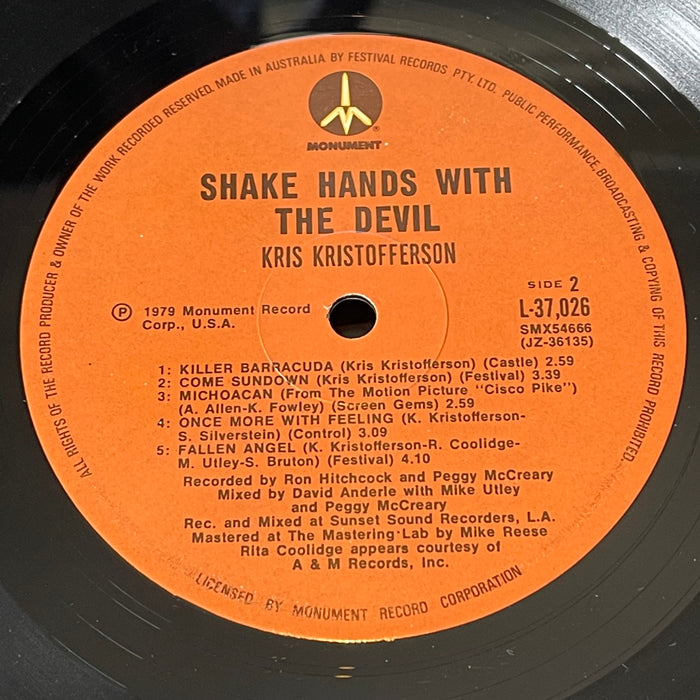 ALL RIGHTS OF THE RECORD PRODUCER & OWNER OF THE WORK RECORDED RESERVED. MADE IN AUSTRALIA BY FESTIVAL RECORDS PTY. LTD. PUBLIC PERFORMANCE, BROADCASTING & COPYING OF THIS RECORD PROHIBITED
MONUMENT®
SHAKE HANDS WITH
THE DEVIL
KRIS KRISTOFFERSON
SIDE 2
L-37,026
SMX54666
(JZ-36135)
℗ 1979 Monument Record
Corp., U.S.A.
1: KILLER BARRACUDA (Kris Kristofferson) (Castle) 2.59
2: COME SUNDOWN (Kris Kristofferson) (Festival) 3.39
3: MICHOACAN (From The Motion Picture "Cisco Pike")
(A. Allen-K. Fowley) (Screen Gems) 2.59
4: ONCE MORE WITH FEELING (K. Kristofferson-
S. Silverstein) (Control) 3.09
5: FALLEN ANGEL (K. Kristofferson-R. Coolidge-
M. Utley-S. Bruton) (Festival) 4.10
Recorded by Ron Hitchcock and Peggy McCreary
Mixed by David Anderle with Mike Utley
and Peggy McCreary
Rec. and Mixed at Sunset Sound Recorders, L.A.
Mastered at The Mastering Lab by Mike Reese
Rita Coolidge appears courtesy of
A & M Records, Inc.
LICENSED BY MONUMENT RECORD CORPORATION